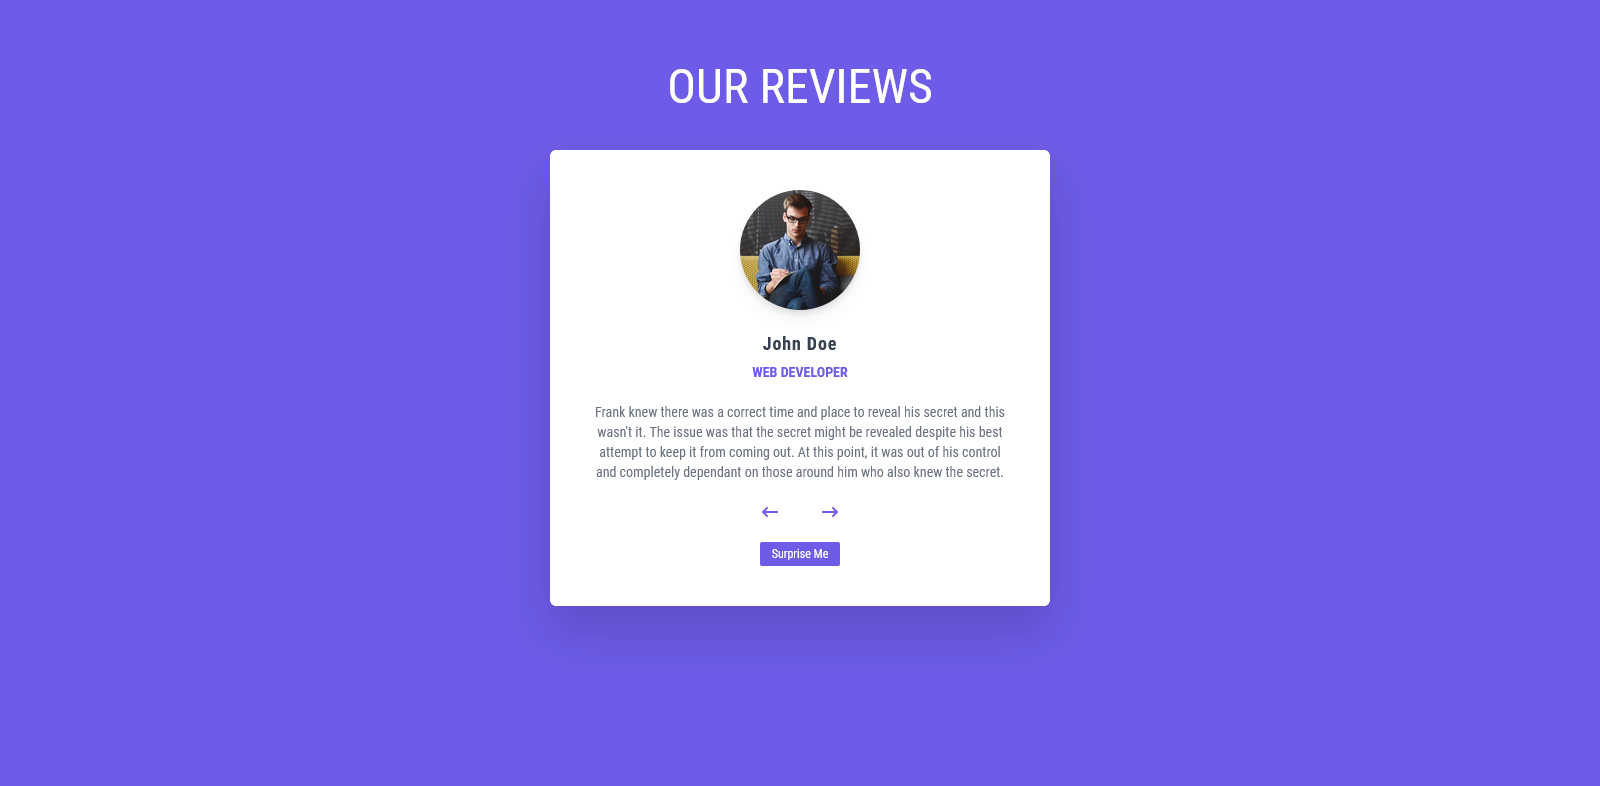 OUR REVIEWS
John Doe
WEB DEVELOPER
Frank knew there was a correct time and place to reveal his secret and this
wasn't it. The issue was that the secret might be revealed despite his best
attempt to keep it from coming out. At this point, it was out of his control
and completely dependant on those around him who also knew the secret.
Surprise Me